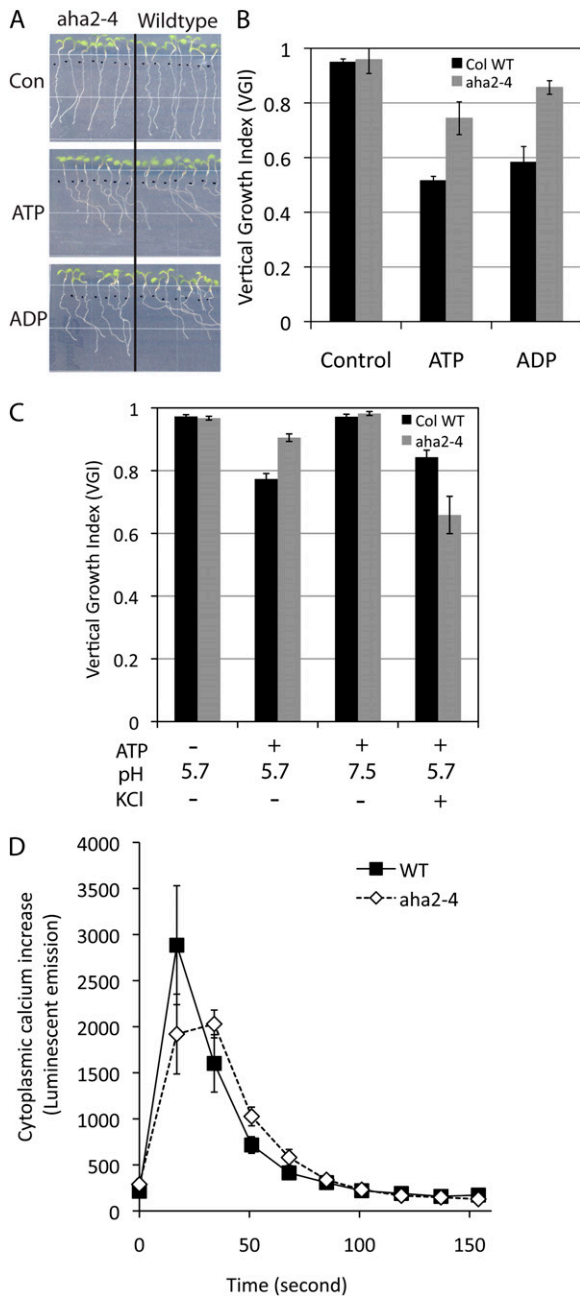 A
aha2-4 Wildtype
Con
ATP
ADP
B
Vertical Growth Index (VGI)
1
0.8
0.6
0.4
0.2
0
Col WT
aha2-4
Control ATP ADP
C
Vertical Growth Index (VGI)
1
0.8
0.6
0.4
0.2
0
Col WT
aha2-4
ATP - + + +
pH 5.7 5.7 7.5 5.7
KCl - - - +
D
Cytoplasmic calcium increase
(Luminescent emission)
4000
3500
3000
2500
2000
1500
1000
500
0
WT
aha2-4
0 50 100 150
Time (second)